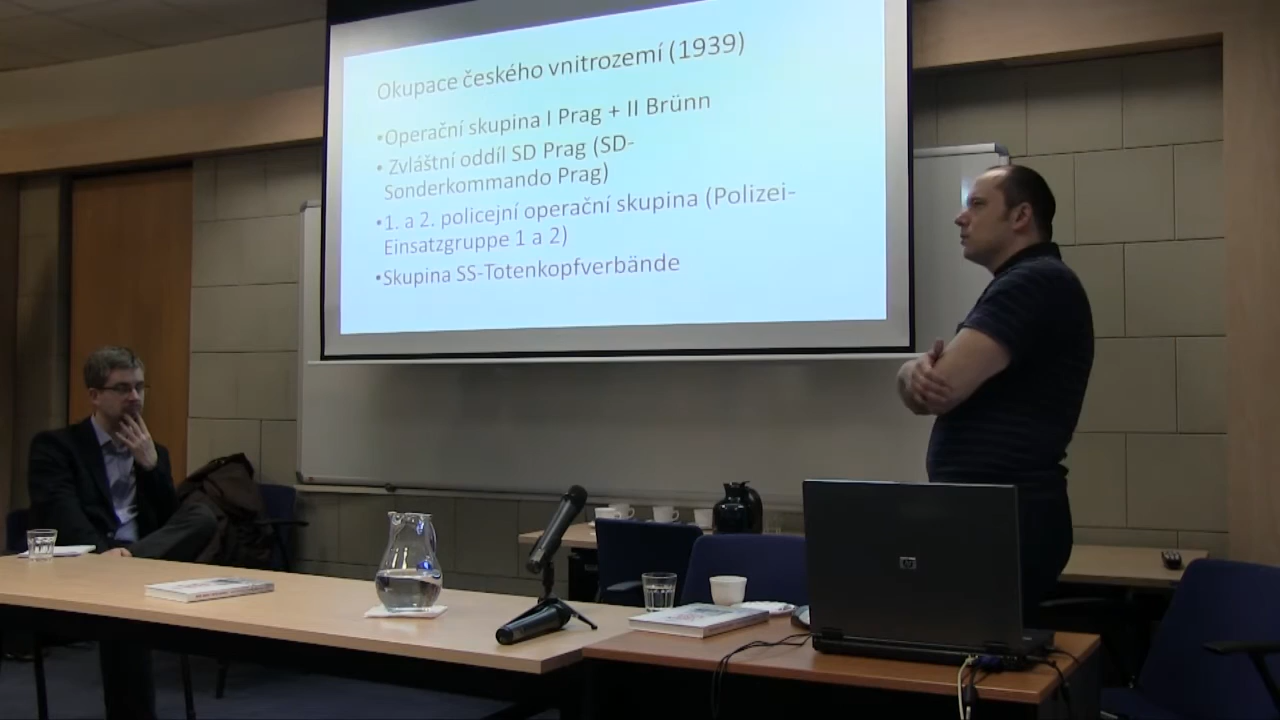 Okupace českého vnitrozemí (1939)
•Operační skupina I Prag + II Brünn
• Zvláštní oddíl SD Prag (SD-
Sonderkommando Prag)
•1. a 2. policejní operační skupina (Polizei-
Einsatzgruppe 1 a 2)
•Skupina SS-Totenkopfverbände
hp